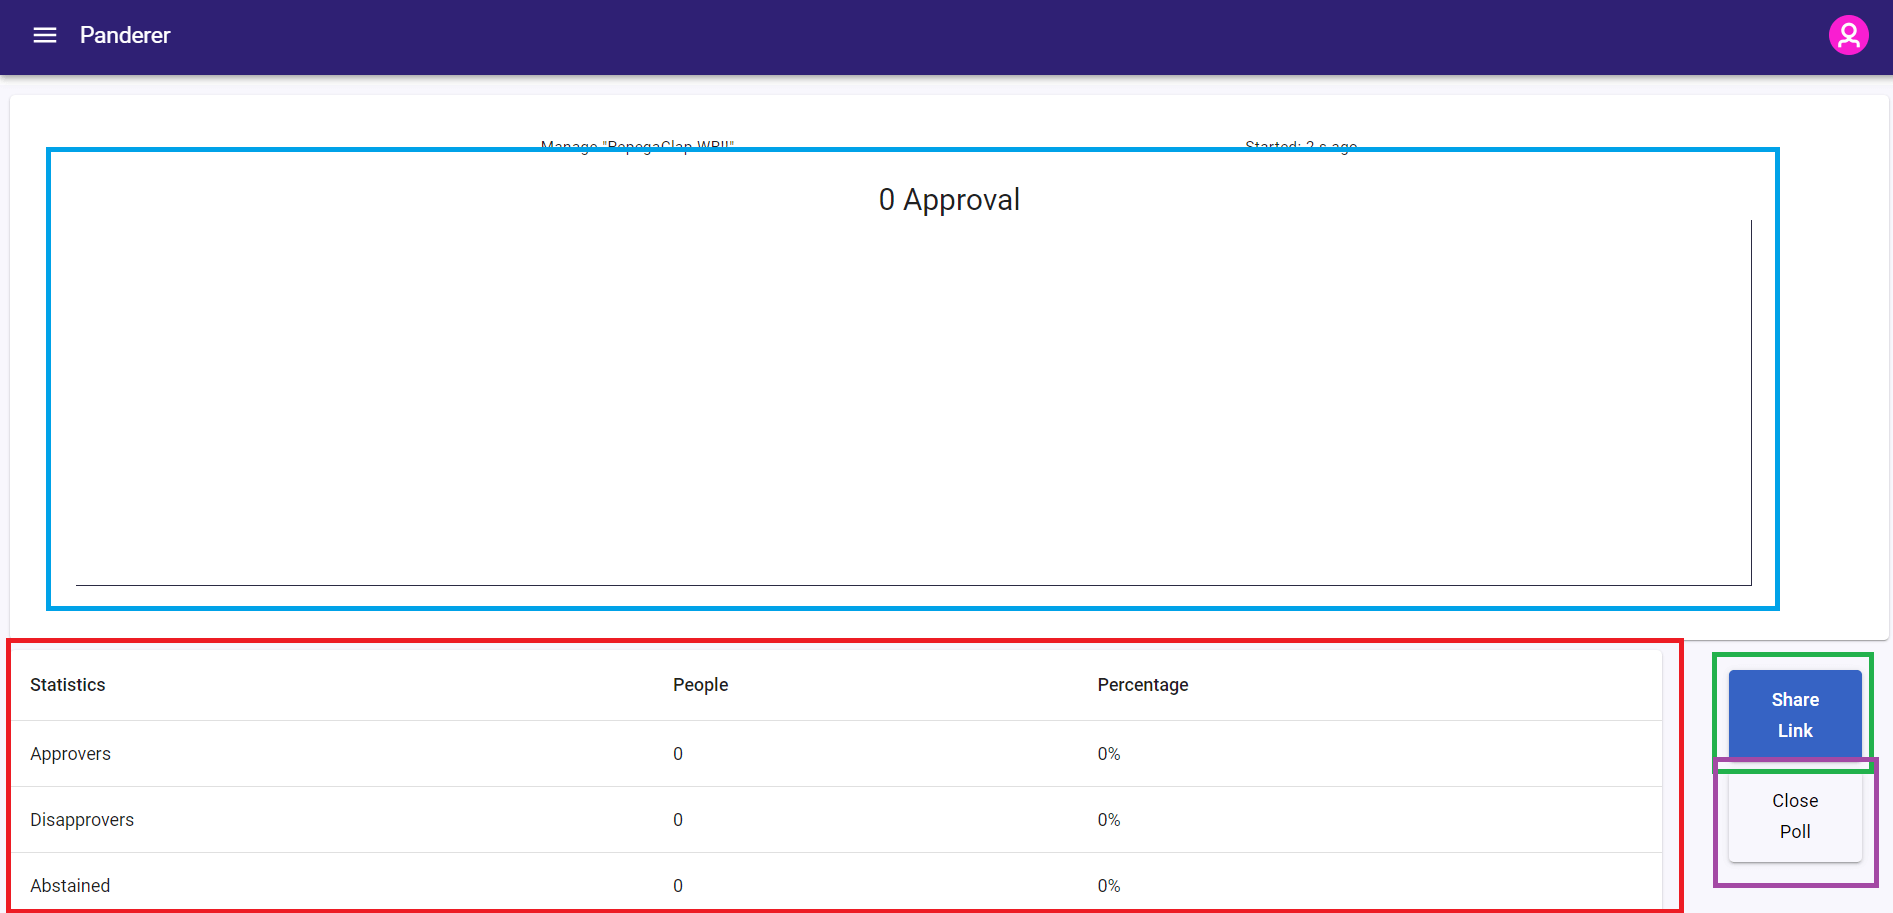 Panderer
Manage "PepegaClap WR!!" Started: 2 s ago
0 Approval
Statistics People Percentage
Approvers 0 0%
Disapprovers 0 0%
Abstained 0 0%
Share
Link
Close
Poll